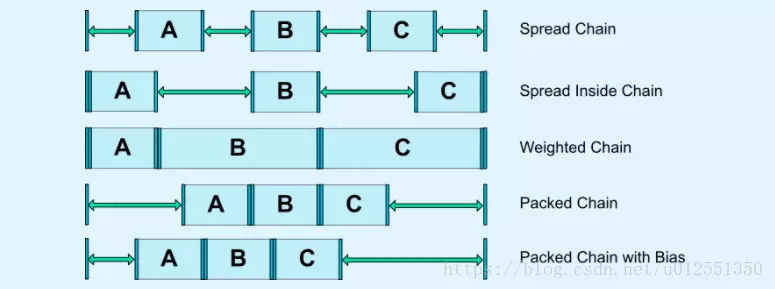 A B C Spread Chain
A B C Spread Inside Chain
A B C Weighted Chain
A B C Packed Chain
A B C Packed Chain with Bias
https://blog.csdn.net/u012551350